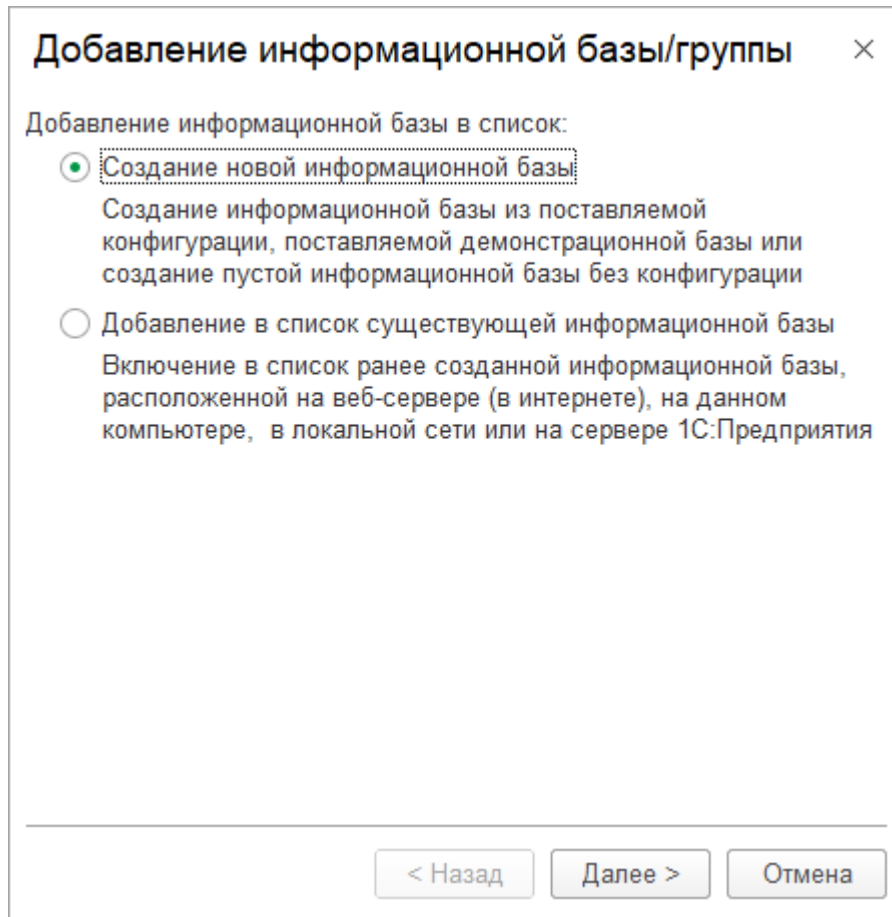 Добавление информационной базы/группы
Добавление информационной базы в список:
Создание новой информационной базы
Создание информационной базы из поставляемой
конфигурации, поставляемой демонстрационной базы или
создание пустой информационной базы без конфигурации
Добавление в список существующей информационной базы
Включение в список ранее созданной информационной базы,
расположенной на веб-сервере (в интернете), на данном
компьютере,  в локальной сети или на сервере 1С:Предприятия
< Назад Далее > Отмена